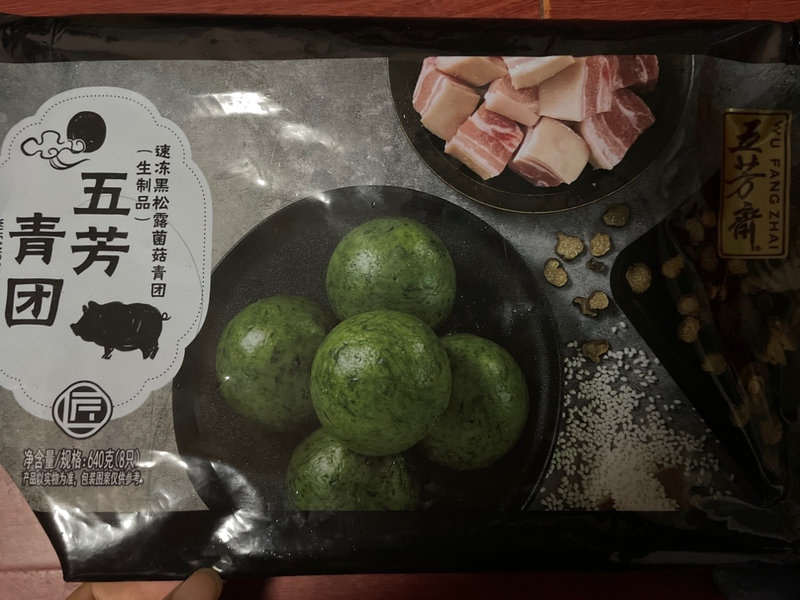 五芳
青团
速冻黑松露菌菇青团
（生制品）
匠
净含量/规格：640克（8只）
产品以实物为准，包装图案仅供参考。
WU FANG ZHAI
五芳斋